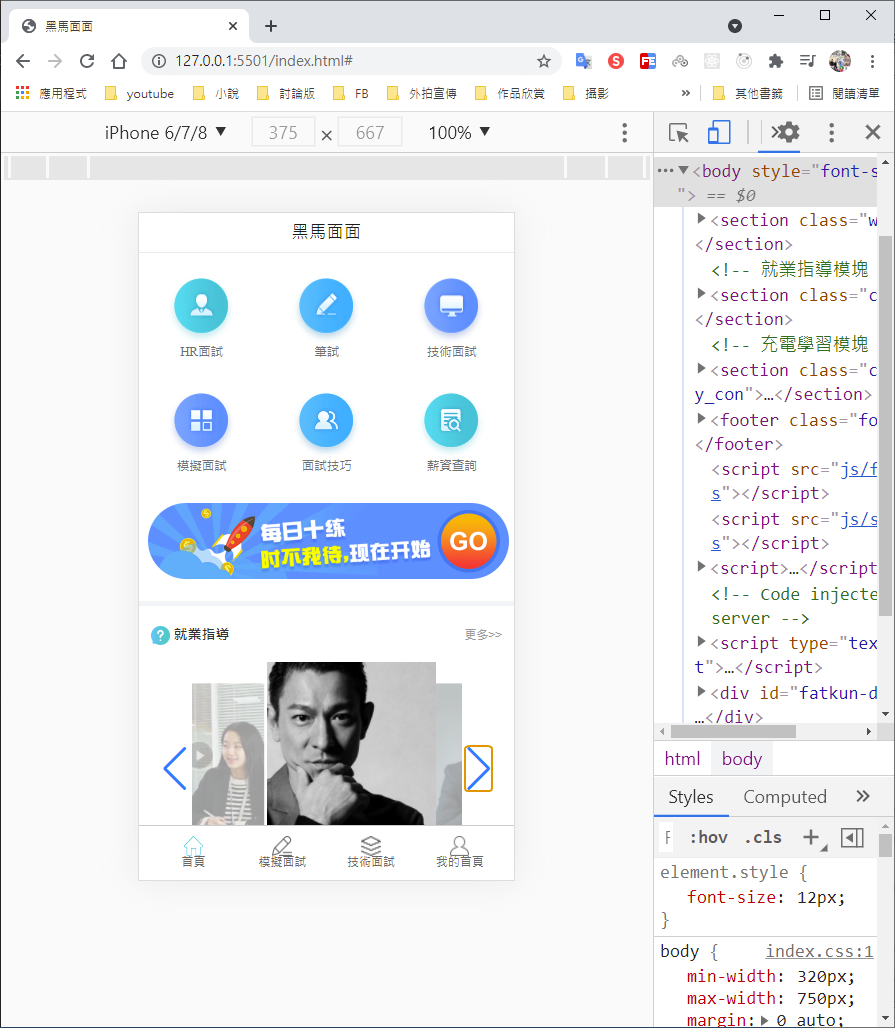 黑馬面面
127.0.0.1:5501/index.html#
應用程式 youtube 小說 討論版 FB 外拍宣傳 作品欣賞 攝影 » 其他書籤 閱讀清單
iPhone 6/7/8 ▼ 375 × 667 100% ▼
黑馬面面
HR面試 筆試 技術面試
模擬面試 面試技巧 薪資查詢
每日十练
时不我待,现在开始
GO
就業指導 更多>>
首頁 模擬面試 技術面試 我的首頁
<body style="font-s
"> == $0
<section class="w
</section>
<!-- 就業指導模塊
<section class="c
</section>
<!-- 充電學習模塊
<section class="c
y_con">…</section>
<footer class="fo
</footer>
<script src="js/f
s"></script>
<script src="js/s
s"></script>
<script>…</script
<!-- Code injecte
server -->
<script type="tex
t">…</script>
<div id="fatkun-d
…</div>
html body
Styles Computed »
F :hov .cls +
element.style {
font-size: 12px;
}
body { index.css:1
min-width: 320px;
max-width: 750px;
margin: 0 auto;